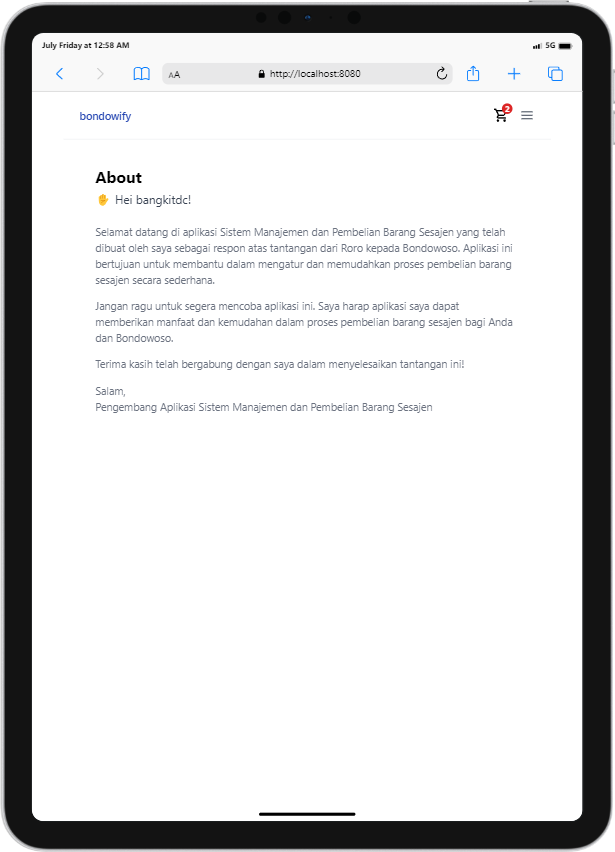 July Friday at 12:58 AM
5G
AA
http://localhost:8080
bondowify
2
About
✋ Hei bangkitdc!
Selamat datang di aplikasi Sistem Manajemen dan Pembelian Barang Sesajen yang telah
dibuat oleh saya sebagai respon atas tantangan dari Roro kepada Bondowoso. Aplikasi ini
bertujuan untuk membantu dalam mengatur dan memudahkan proses pembelian barang
sesajen secara sederhana.
Jangan ragu untuk segera mencoba aplikasi ini. Saya harap aplikasi saya dapat
memberikan manfaat dan kemudahan dalam proses pembelian barang sesajen bagi Anda
dan Bondowoso.
Terima kasih telah bergabung dengan saya dalam menyelesaikan tantangan ini!
Salam,
Pengembang Aplikasi Sistem Manajemen dan Pembelian Barang Sesajen